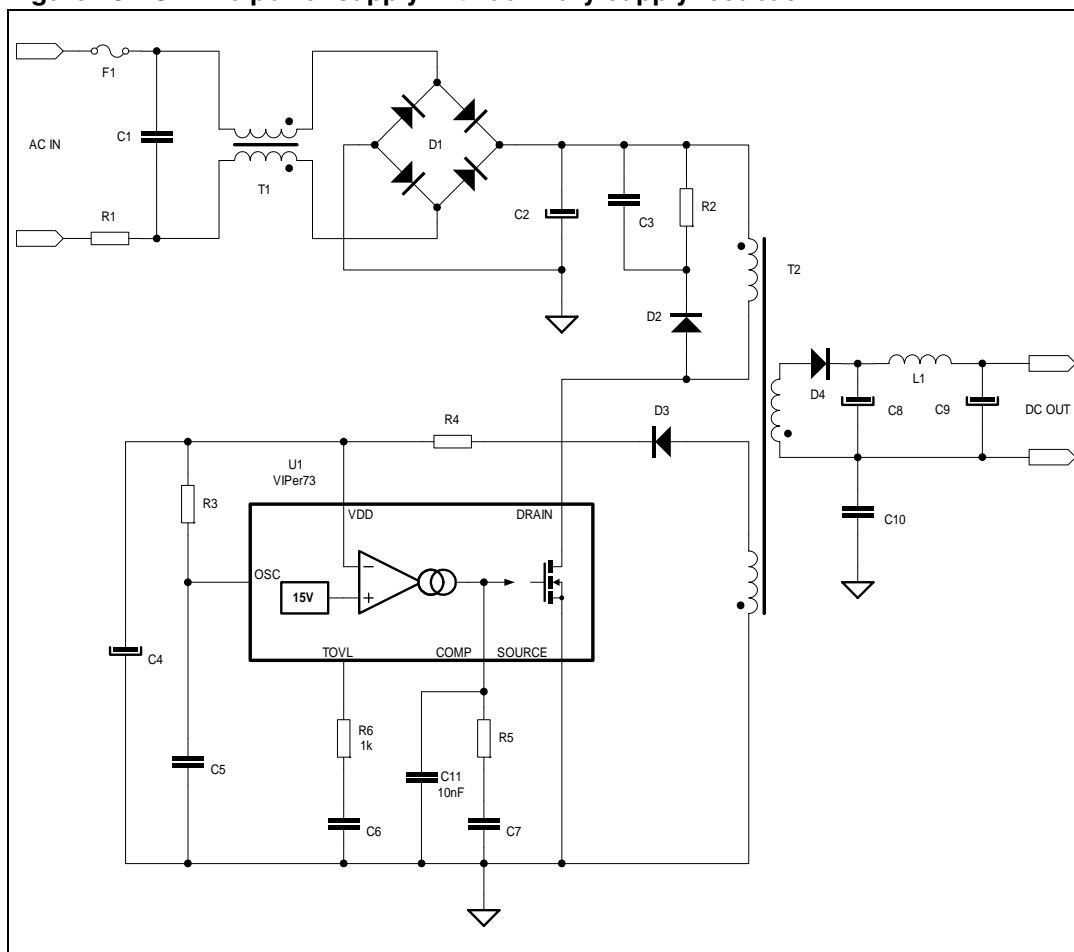 F1
C1
AC IN
D1
T1
R1
C2
C3
R2
T2
D2
D4
L1
C8
C9
DC OUT
R4
D3
U1
VIPer73
R3
VDD
DRAIN
C10
OSC
15V
C4
TOVL
COMP
SOURCE
R6
1k
R5
C5
C11
10nF
C6
C7